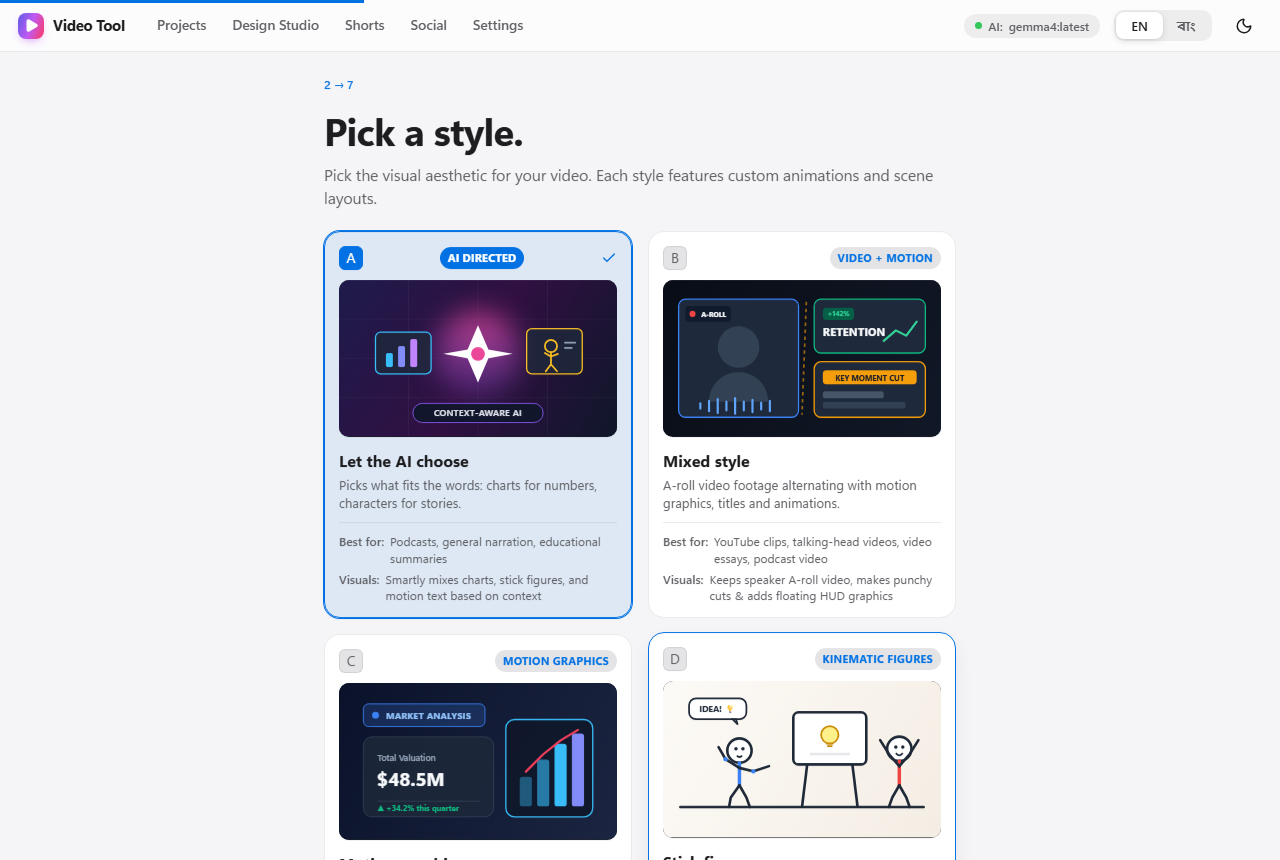 Video Tool
Projects
Design Studio
Shorts
Social
Settings
AI: gemma4:latest
EN
বাং
2 → 7
Pick a style.
Pick the visual aesthetic for your video. Each style features custom animations and scene
layouts.
A
AI DIRECTED
CONTEXT-AWARE AI
Let the AI choose
Picks what fits the words: charts for numbers,
characters for stories.
Best for: Podcasts, general narration, educational
summaries
Visuals: Smartly mixes charts, stick figures, and
motion text based on context
B
VIDEO + MOTION
A-ROLL
+142%
RETENTION
KEY MOMENT CUT
Mixed style
A-roll video footage alternating with motion
graphics, titles and animations.
Best for: YouTube clips, talking-head videos, video
essays, podcast video
Visuals: Keeps speaker A-roll video, makes punchy
cuts & adds floating HUD graphics
C
MOTION GRAPHICS
MARKET ANALYSIS
Total Valuation
$48.5M
▲ +34.2% this quarter
D
KINEMATIC FIGURES
IDEA! 💡